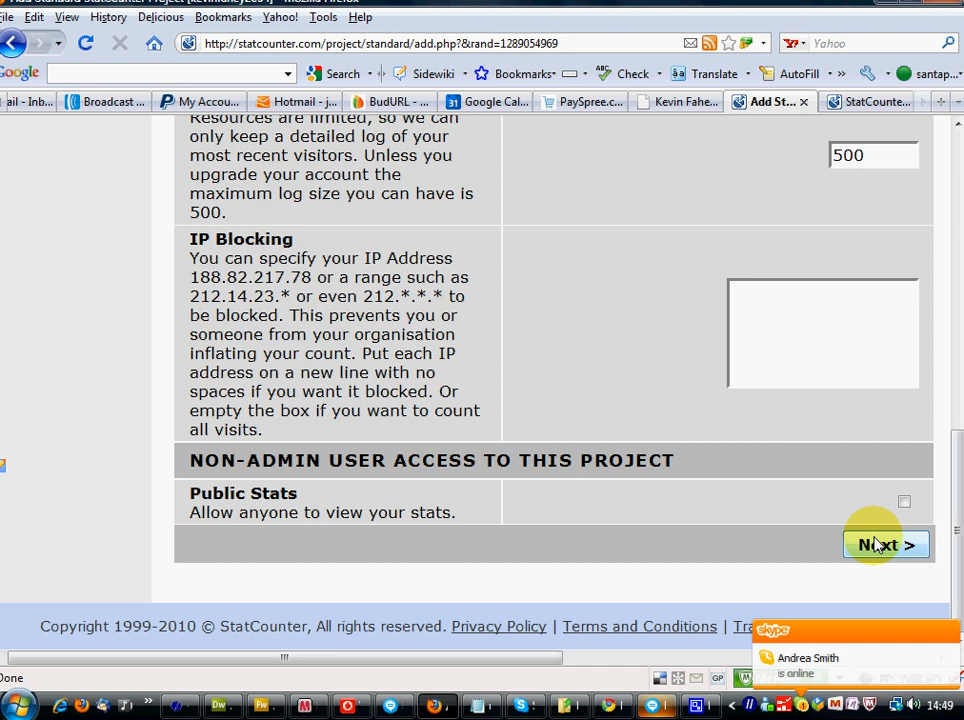 File Edit View History Delicious Bookmarks Yahoo! Tools Help
http://statcounter.com/project/standard/add.php?&rand=1289054969
Y! Yahoo
Google Search Sidewiki Bookmarks Check Translate AutoFill santap...
ail - Inb... Broadcast ... My Accou... Hotmail - j... BudURL - ... Google Cal... PaySpree.c... Kevin Fahe... Add St... StatCounte...
Resources are limited, so we can
only keep a detailed log of your
most recent visitors. Unless you
upgrade your account the
maximum log size you can have is
500.
500
IP Blocking
You can specify your IP Address
188.82.217.78 or a range such as
212.14.23.* or even 212.*.*.* to
be blocked. This prevents you or
someone from your organisation
inflating your count. Put each IP
address on a new line with no
spaces if you want it blocked. Or
empty the box if you want to count
all visits.
NON-ADMIN USER ACCESS TO THIS PROJECT
Public Stats
Allow anyone to view your stats.
Next >
Copyright 1999-2010 © StatCounter, All rights reserved. Privacy Policy | Terms and Conditions | Tra
skype
Andrea Smith
is online
Done
GP
14:49